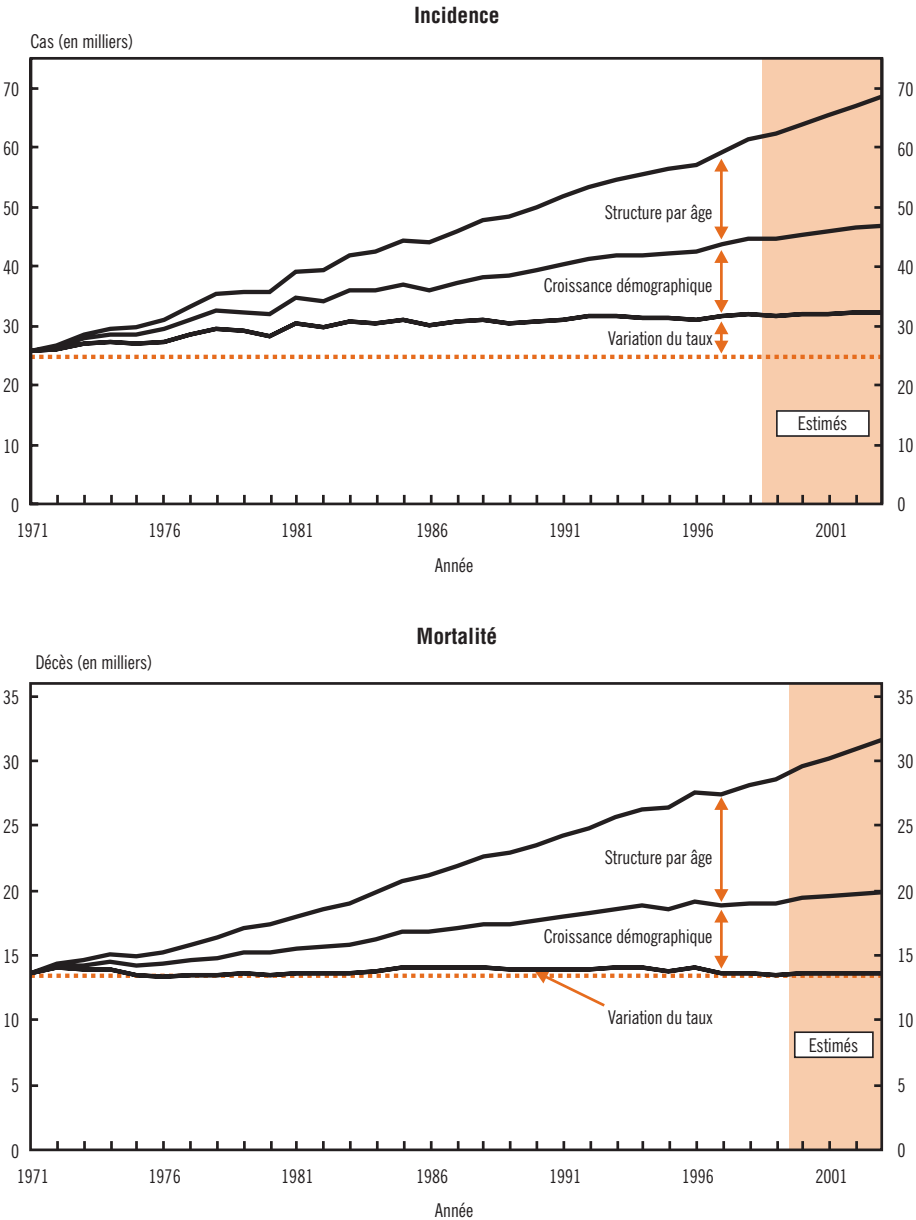 Incidence
Cas (en milliers)
70 70
60 60
50 50
Structure par âge
40 40
Croissance démographique
30 30
Variation du taux
20 20
Estimés
10 10
0 0
1971 1976 1981 1986 1991 1996 2001
Année
Mortalité
Décès (en milliers)
35 35
30 30
25 25
Structure par âge
20 20
Croissance démographique
15 15
Variation du taux
10 10
Estimés
5 5
0 0
1971 1976 1981 1986 1991 1996 2001
Année